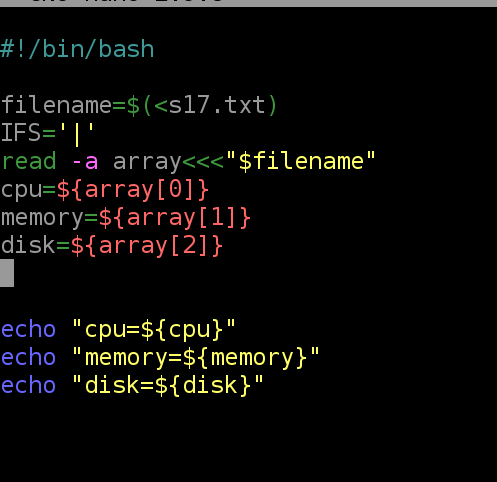 #!/bin/bash
filename=$(<s17.txt)
IFS='|'
read -a array<<<"$filename"
cpu=${array[0]}
memory=${array[1]}
disk=${array[2]}
echo "cpu=${cpu}"
echo "memory=${memory}"
echo "disk=${disk}"